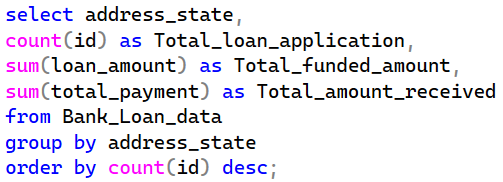 select address_state,
count(id) as Total_loan_application,
sum(loan_amount) as Total_funded_amount,
sum(total_payment) as Total_amount_received
from Bank_Loan_data
group by address_state
order by count(id) desc;